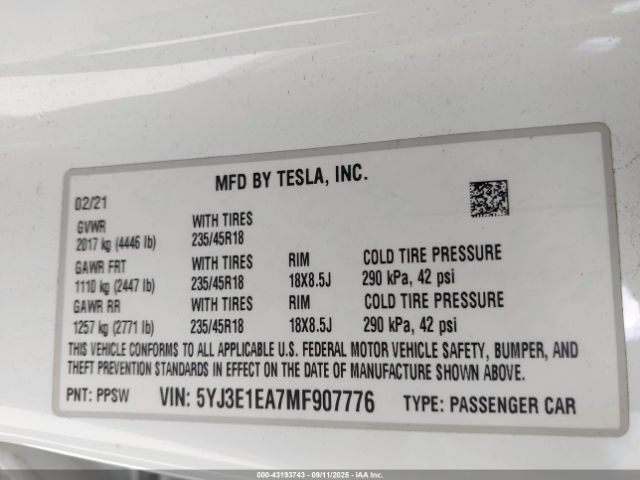 MFD BY TESLA, INC.
02/21
GVWR WITH TIRES
2017 kg (4446 lb) 235/45R18
GAWR FRT WITH TIRES RIM COLD TIRE PRESSURE
1110 kg (2447 lb) 235/45R18 18X8.5J 290 kPa, 42 psi
GAWR RR WITH TIRES RIM COLD TIRE PRESSURE
1257 kg (2771 lb) 235/45R18 18X8.5J 290 kPa, 42 psi
THIS VEHICLE CONFORMS TO ALL APPLICABLE U.S. FEDERAL MOTOR VEHICLE SAFETY, BUMPER, AND
THEFT PREVENTION STANDARDS IN EFFECT ON THE DATE OF MANUFACTURE SHOWN ABOVE.
PNT: PPSW VIN: 5YJ3E1EA7MF907776 TYPE: PASSENGER CAR
000-43193743 - 09/11/2025 - IAA Inc.